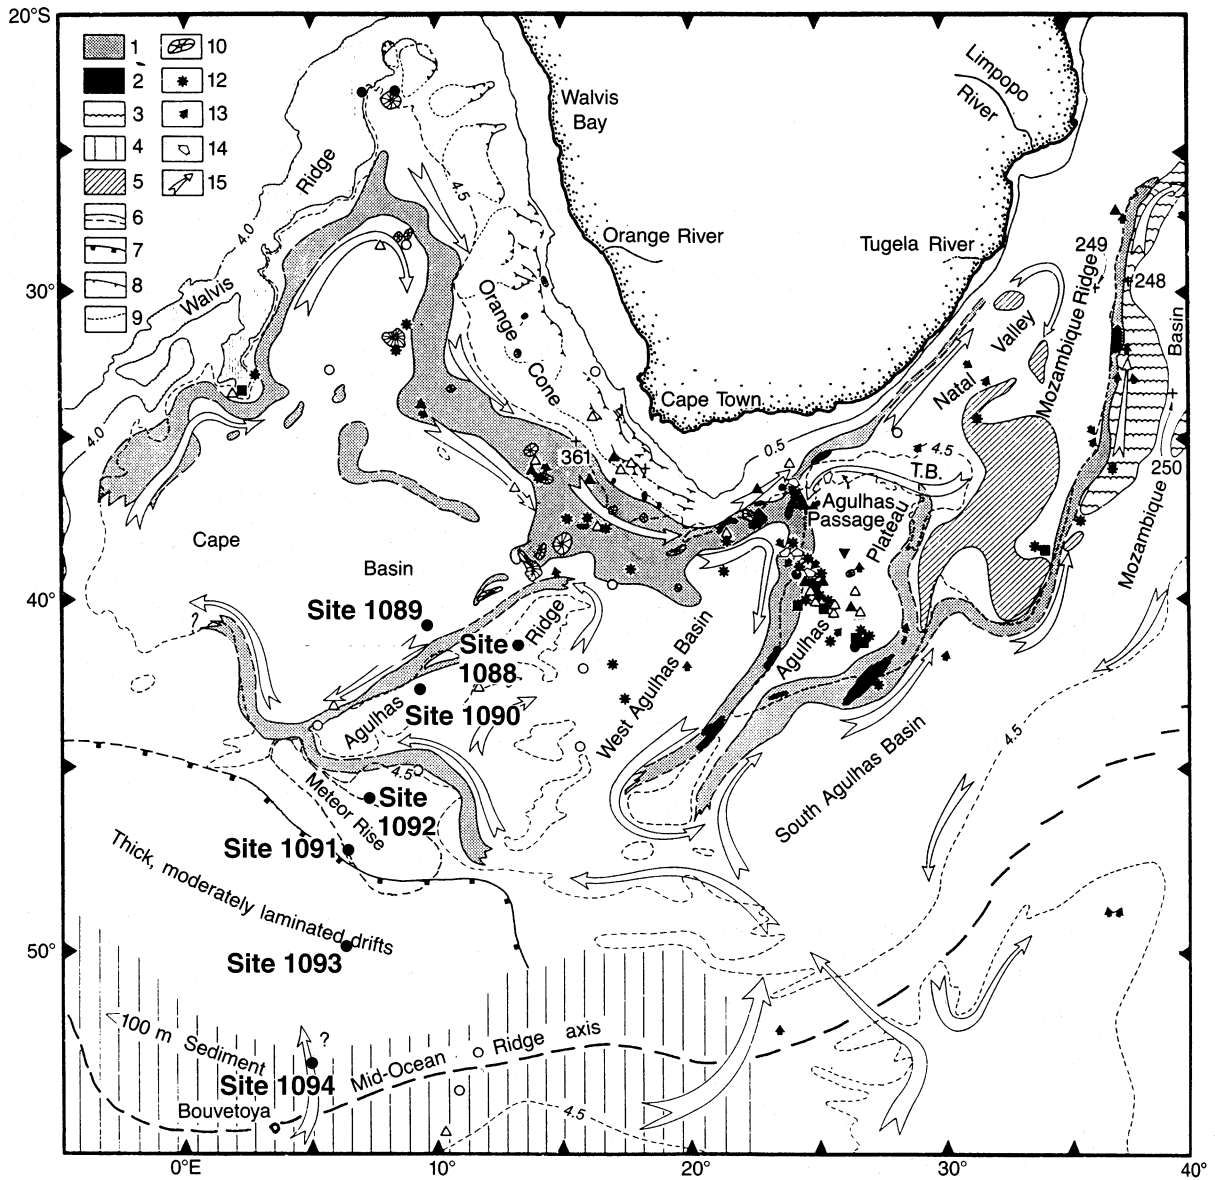 20°S
1
2
3
4
5
6
7
8
9
10
12
13
14
15
Walvis
Bay
Limpopo
River
Ridge
4.5
4.0
Walvis
Orange River
Tugela River
249
248
30°
Orange
Cone
Valley
Natal
Mozambique Ridge
Basin
Cape Town
4.0
0.5
4.5
T.B.
361
250
Agulhas
Passage
Plateau
Mozambique
Cape
Basin
40°
Site 1089
?
Site
1088
Ridge
Agulhas
Site 1090
Agulhas
West Agulhas Basin
South Agulhas Basin
4.5
4.5
Meteor Rise
Site
1092
Site 1091
Thick, moderately laminated drifts
50°
Site 1093
<100 m Sediment
?
Site 1094
Mid-Ocean Ridge axis
Bouvetoya
4.5
0°E
10°
20°
30°
40°